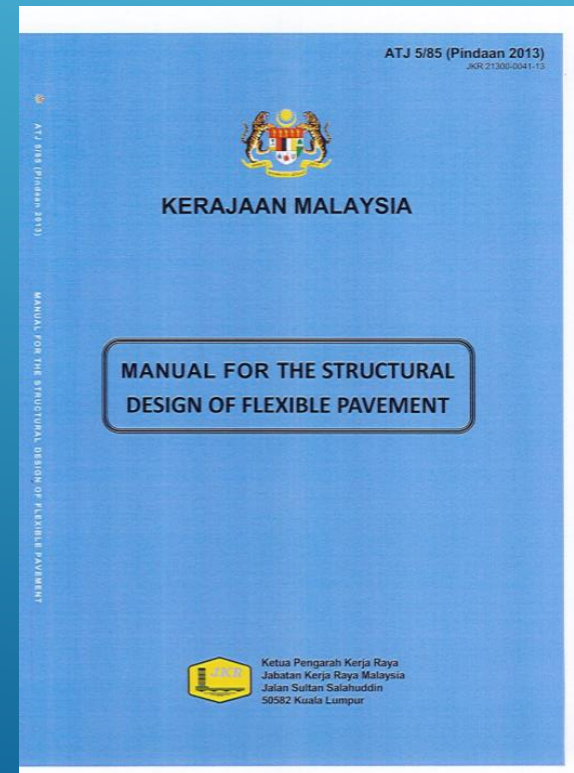 ATJ 5/85 (Pindaan 2013)
JKR 21300-0041-13
KERAJAAN MALAYSIA
MANUAL FOR THE STRUCTURAL
DESIGN OF FLEXIBLE PAVEMENT
JKR
Ketua Pengarah Kerja Raya
Jabatan Kerja Raya Malaysia
Jalan Sultan Salahuddin
50582 Kuala Lumpur
ATJ 5/85 (Pindaan 2013) MANUAL FOR THE STRUCTURAL DESIGN OF FLEXIBLE PAVEMENT